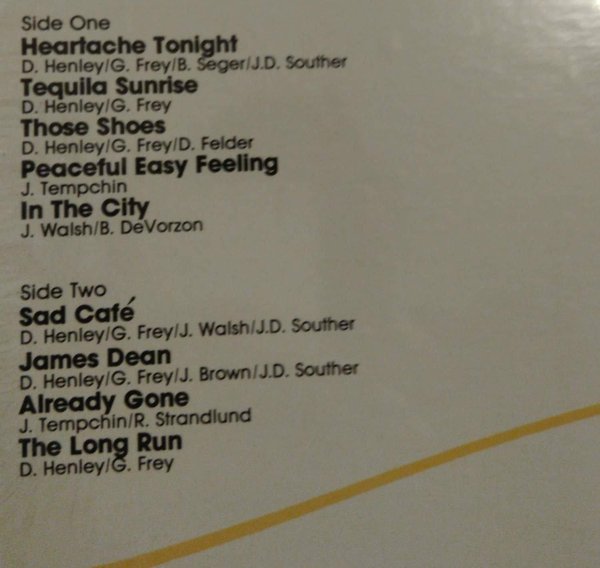 Side One
Heartache Tonight
D. Henley/G. Frey/B. Seger/J.D. Souther
Tequila Sunrise
D. Henley/G. Frey
Those Shoes
D. Henley/G. Frey/D. Felder
Peaceful Easy Feeling
J. Tempchin
In The City
J. Walsh/B. DeVorzon
Side Two
Sad Café
D. Henley/G. Frey/J. Walsh/J.D. Souther
James Dean
D. Henley/G. Frey/J. Brown/J.D. Souther
Already Gone
J. Tempchin/R. Strandlund
The Long Run
D. Henley/G. Frey